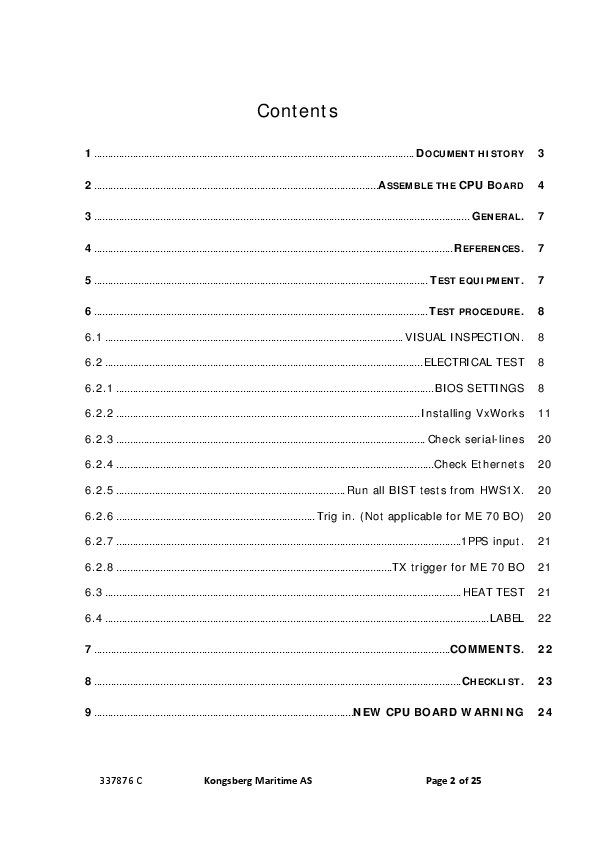 Contents
1 ........ DOCUMENT HISTORY 3
2 ........ ASSEMBLE THE CPU BOARD 4
3 ........ GENERAL. 7
4 ........ REFERENCES. 7
5 ........ TEST EQUIPMENT. 7
6 ........ TEST PROCEDURE. 8
6.1 ........ VISUAL INSPECTION. 8
6.2 ........ ELECTRICAL TEST 8
6.2.1 ........ BIOS SETTINGS 8
6.2.2 ........ Installing VxWorks 11
6.2.3 ........ Check serial-lines 20
6.2.4 ........ Check Ethernets 20
6.2.5 ........ Run all BIST tests from HWS1X. 20
6.2.6 ........ Trig in. (Not applicable for ME 70 BO) 20
6.2.7 ........ 1PPS input. 21
6.2.8 ........ TX trigger for ME 70 BO 21
6.3 ........ HEAT TEST 21
6.4 ........ LABEL 22
7 ........ COMMENTS. 22
8 ........ CHECKLIST. 23
9 ........ NEW CPU BOARD WARNING 24
337876 C Kongsberg Maritime AS Page 2 of 25